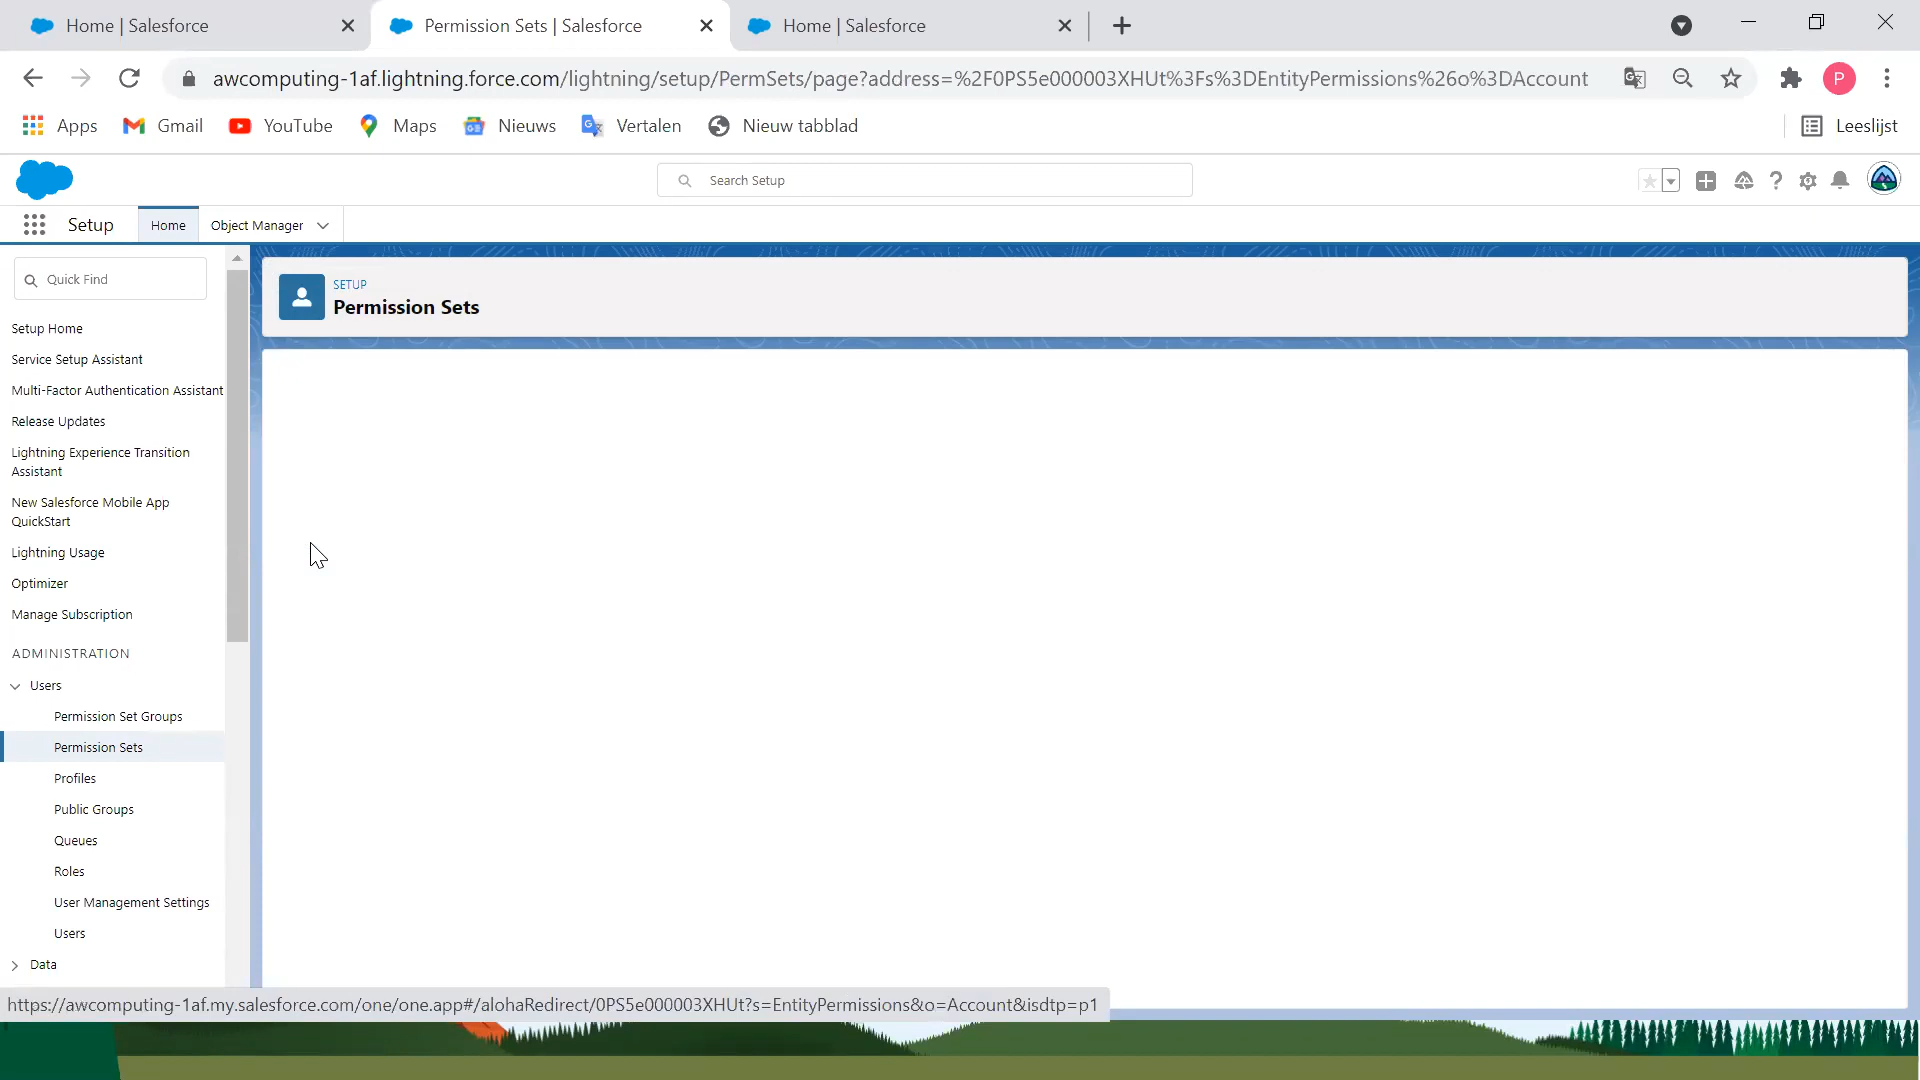 Home | Salesforce
Permission Sets | Salesforce
Home | Salesforce
awcomputing-1af.lightning.force.com/lightning/setup/PermSets/page?address=%2F0PS5e000003XHUt%3Fs%3DEntityPermissions%26o%3DAccount
P
Apps
Gmail
YouTube
Maps
Nieuws
Vertalen
Nieuw tabblad
Leeslijst
Search Setup
Setup
Home
Object Manager
Quick Find
Setup Home
Service Setup Assistant
Multi-Factor Authentication Assistant
Release Updates
Lightning Experience Transition
Assistant
New Salesforce Mobile App
QuickStart
Lightning Usage
Optimizer
Manage Subscription
ADMINISTRATION
Users
Permission Set Groups
Permission Sets
Profiles
Public Groups
Queues
Roles
User Management Settings
Users
Data
SETUP
Permission Sets
https://awcomputing-1af.my.salesforce.com/one/one.app#/alohaRedirect/0PS5e000003XHUt?s=EntityPermissions&o=Account&isdtp=p1